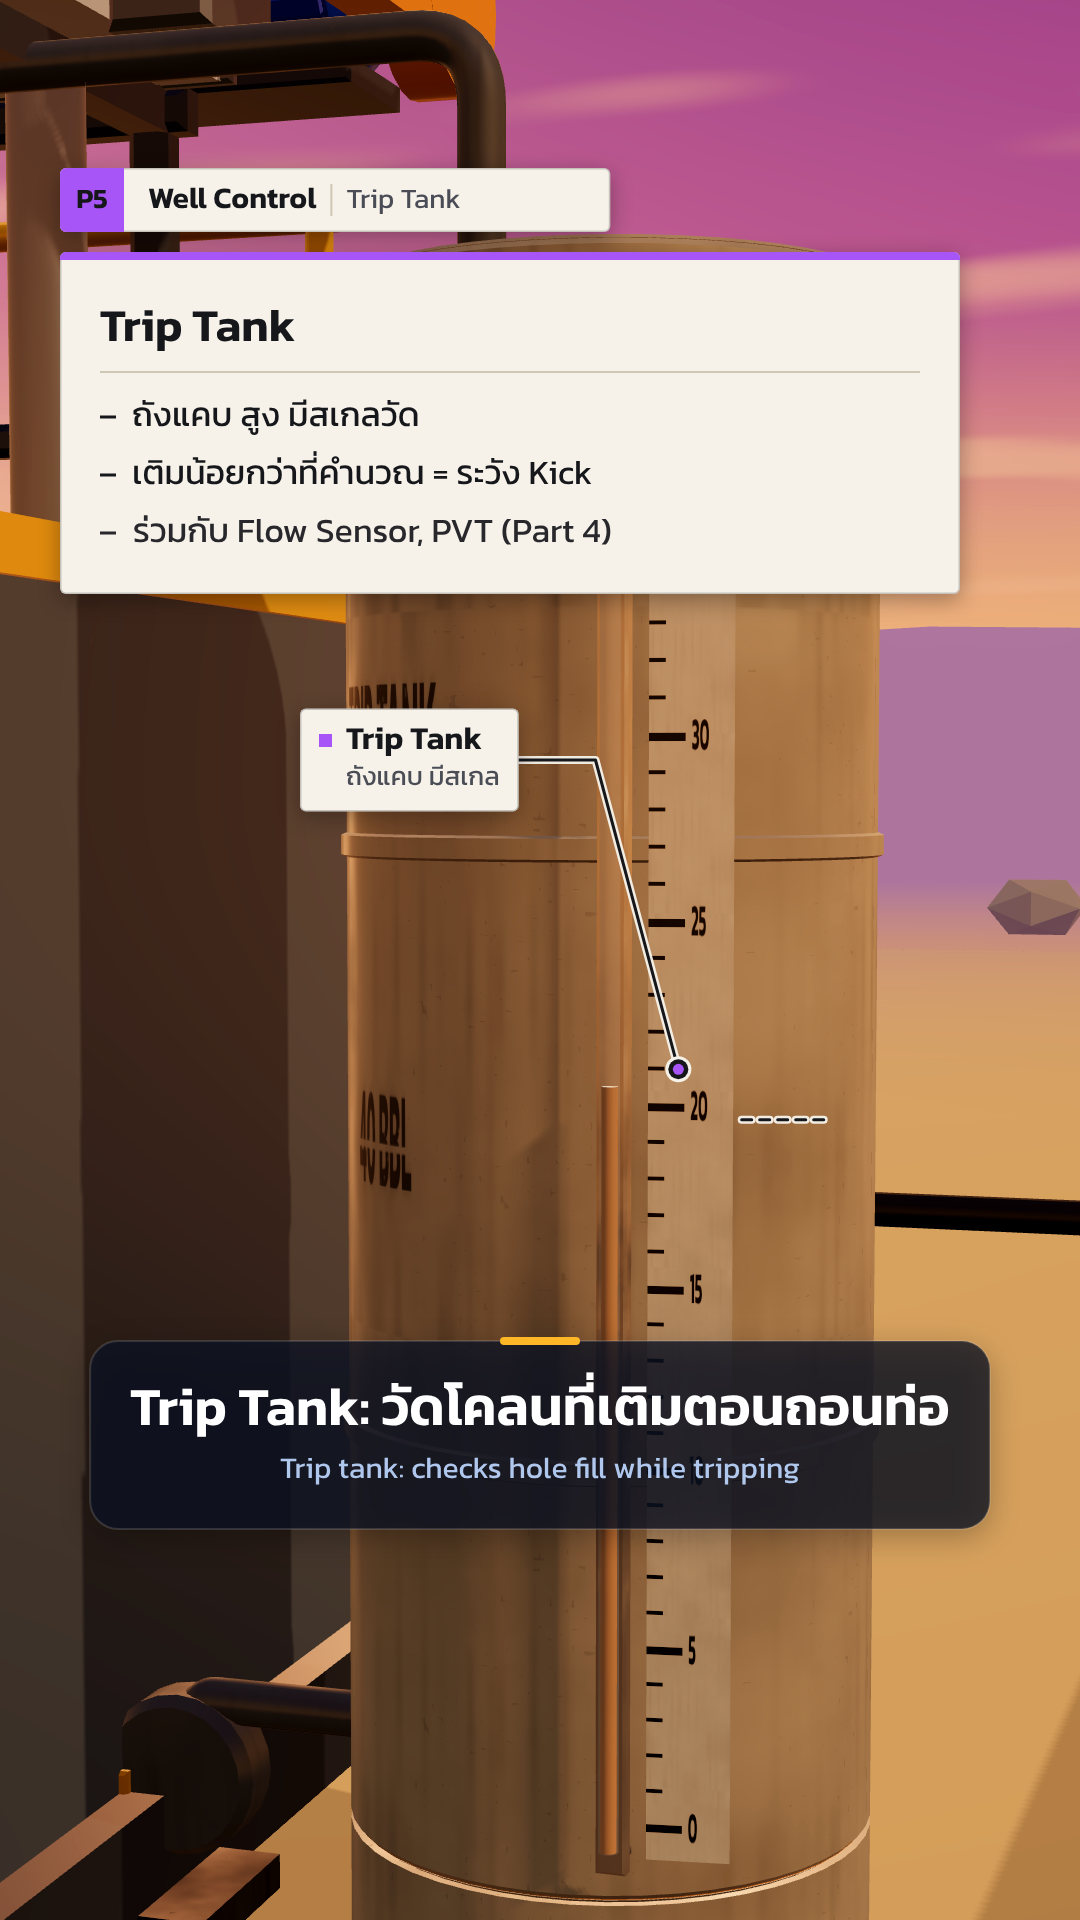 P5 Well Control Trip Tank
Trip Tank
– ถังแคบ สูง มีสเกลวัด
– เติมน้อยกว่าที่คำนวณ = ระวัง Kick
– ร่วมกับ Flow Sensor, PVT (Part 4)
TRIP TANK
30
Trip Tank
ถังแคบ มีสเกล
25
20
40 BBL
15
Trip Tank: วัดโคลนที่เติมตอนถอนท่อ
Trip tank: checks hole fill while tripping
10
5
0